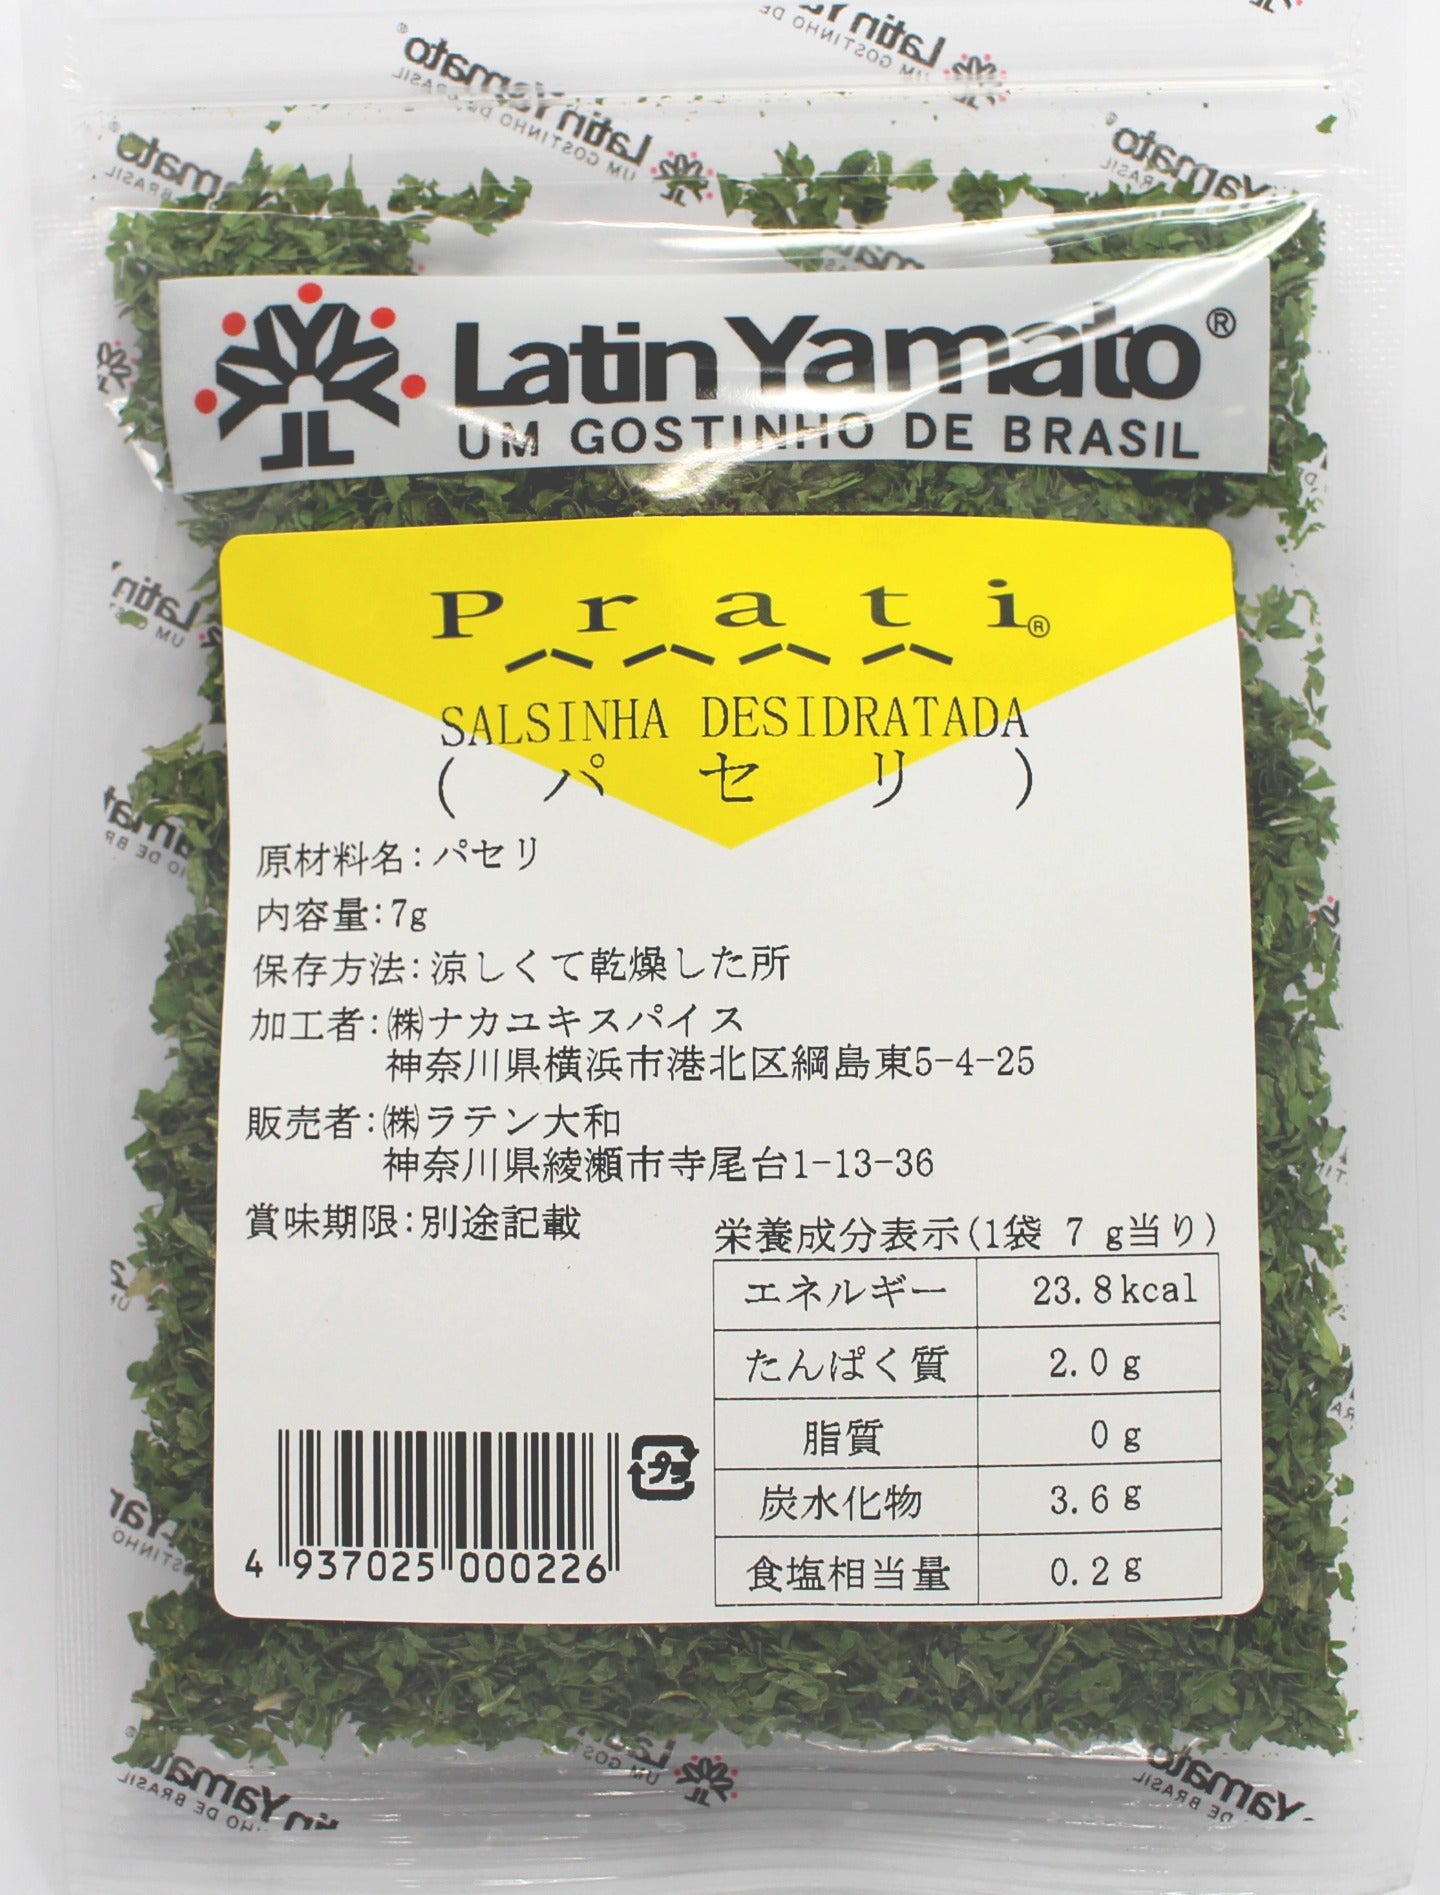 Latin Yamato®
UM GOSTINHO DE BRASIL
Prati®
SALSINHA DESIDRATADA
(パセリ)
原材料名:パセリ
内容量:7g
保存方法:涼しくて乾燥した所
加工者:㈱ナカユキスパイス
神奈川県横浜市港北区綱島東5-4-25
販売者:㈱ラテン大和
神奈川県綾瀬市寺尾台1-13-36
賞味期限:別途記載
栄養成分表示(1袋 7 g当り)
エネルギー 23.8kcal
たんぱく質 2.0g
脂質 0g
炭水化物 3.6g
食塩相当量 0.2g
プラ
4 937025 000226